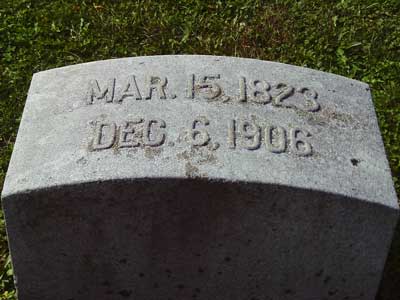 MAR. 15, 1823
DEC. 6, 1906